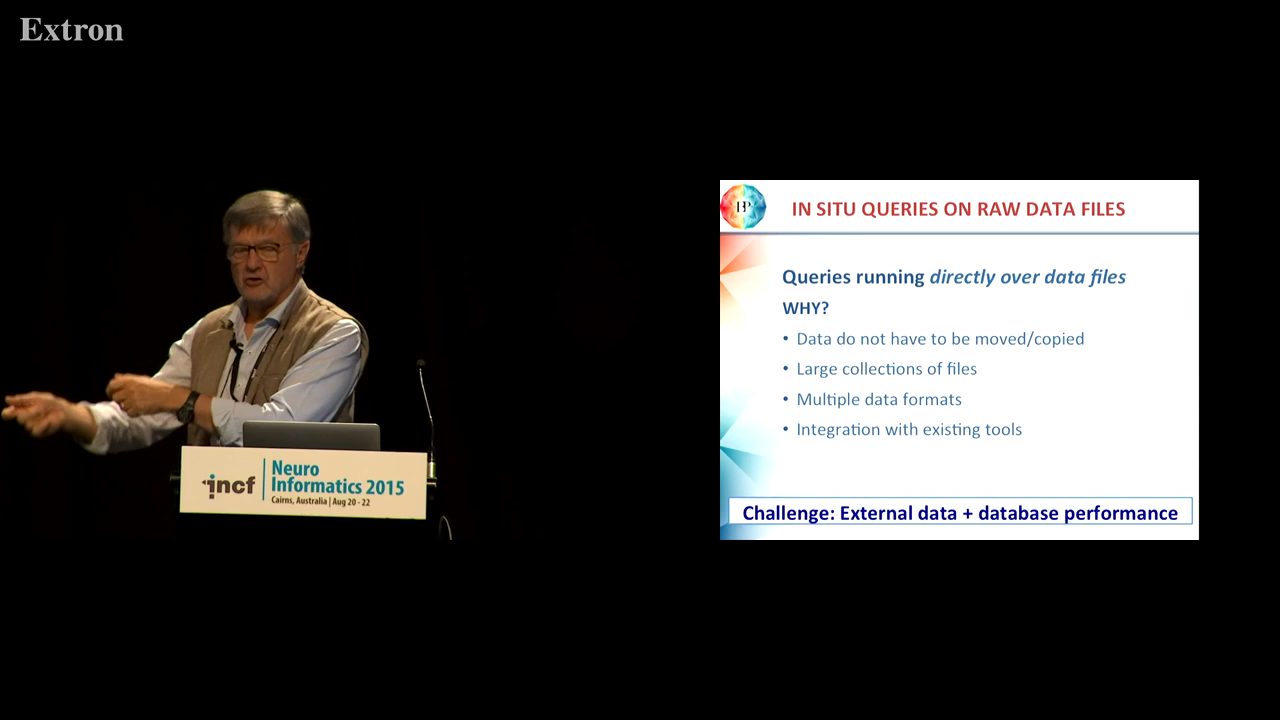 Extron
incf
Neuro
Informatics 2015
Cairns, Australia | Aug 20 - 22
IN SITU QUERIES ON RAW DATA FILES
Queries running directly over data files
WHY?
• Data do not have to be moved/copied
• Large collections of files
• Multiple data formats
• Integration with existing tools
Challenge: External data + database performance